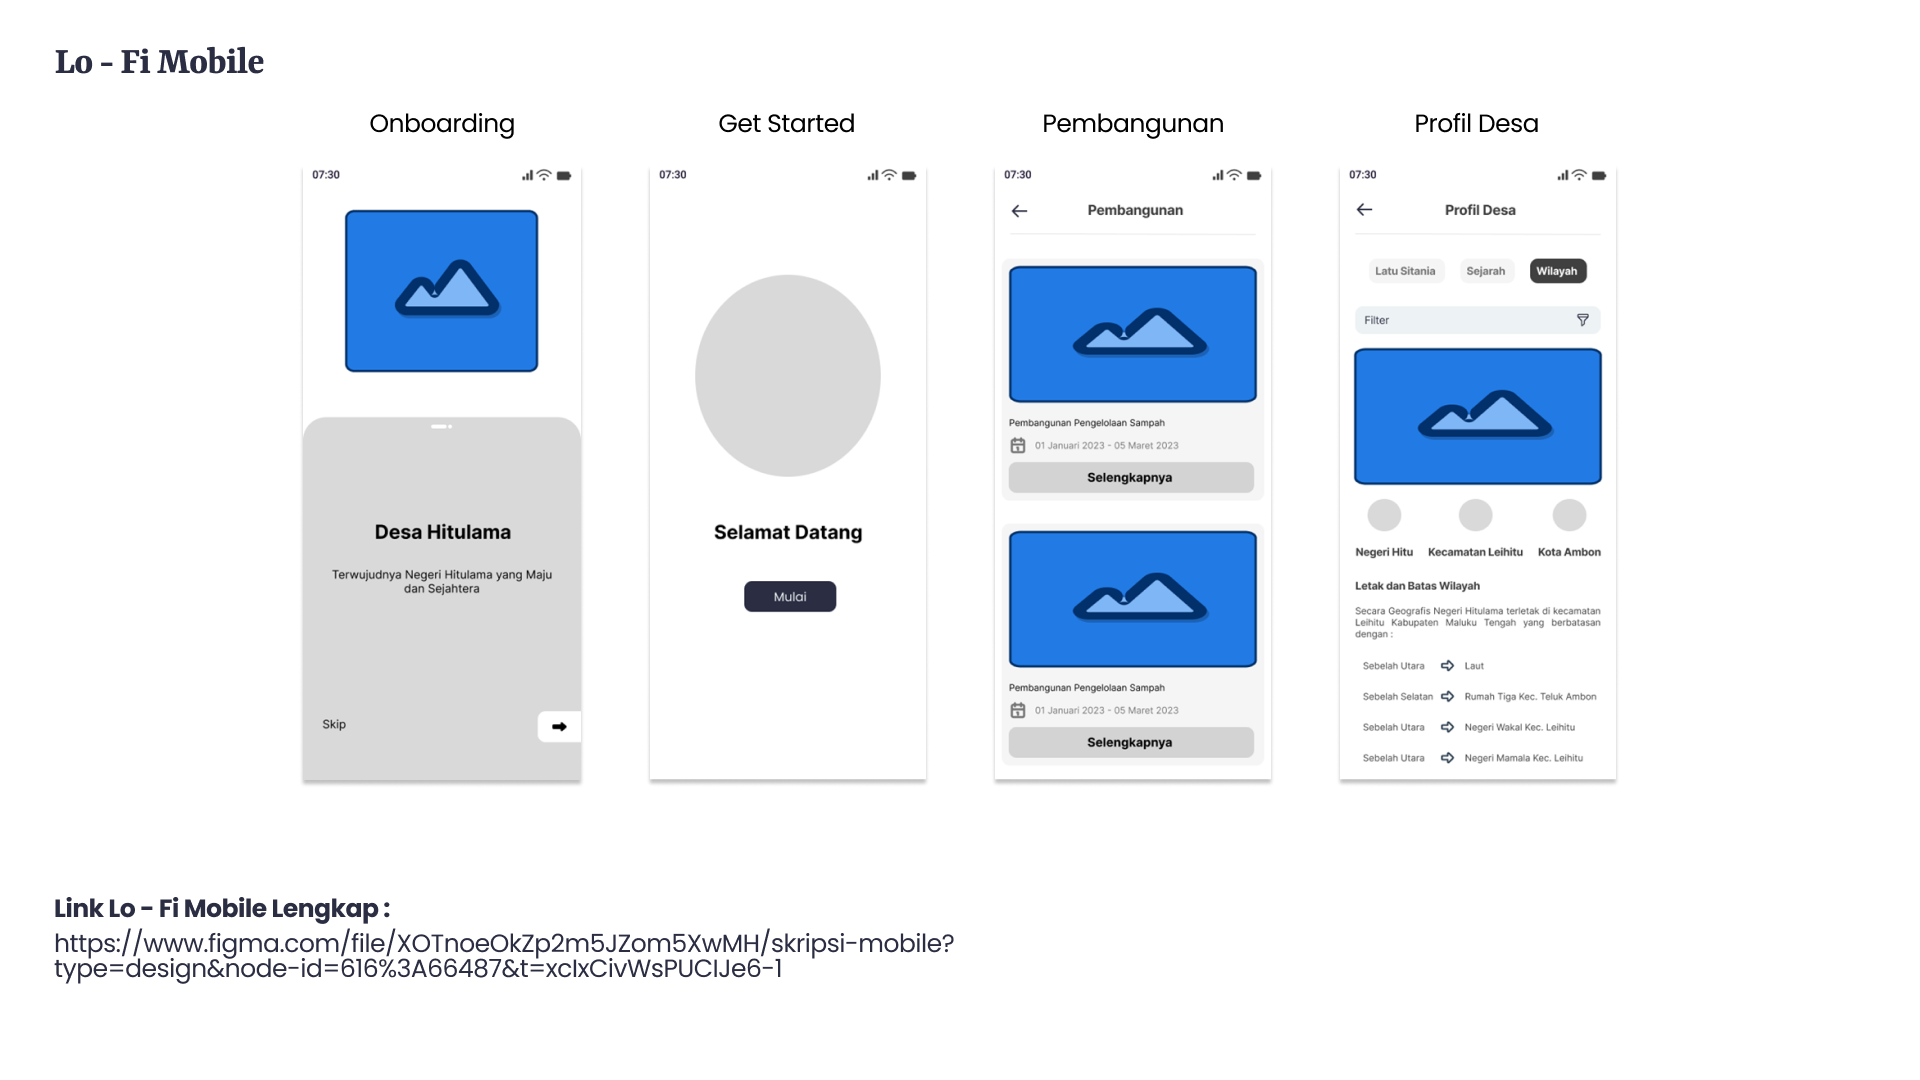 Lo - Fi Mobile
Onboarding
Get Started
Pembangunan
Profil Desa
07:30
Desa Hitulama
Terwujudnya Negeri Hitulama yang Maju
dan Sejahtera
Skip
07:30
Selamat Datang
Mulai
07:30
Pembangunan
Pembangunan Pengelolaan Sampah
01 Januari 2023 - 05 Maret 2023
Selengkapnya
Pembangunan Pengelolaan Sampah
01 Januari 2023 - 05 Maret 2023
Selengkapnya
07:30
Profil Desa
Latu Sitania Sejarah Wilayah
Filter
Negeri Hitu Kecamatan Leihitu Kota Ambon
Letak dan Batas Wilayah
Secara Geografis Negeri Hitulama terletak di kecamatan
Leihitu Kabupaten Maluku Tengah yang berbatasan
dengan :
Sebelah Utara Laut
Sebelah Selatan Rumah Tiga Kec. Teluk Ambon
Sebelah Utara Negeri Wakal Kec. Leihitu
Sebelah Utara Negeri Mamala Kec. Leihitu
Link Lo - Fi Mobile Lengkap :
https://www.figma.com/file/XOTnoeOkZp2m5JZom5XwMH/skripsi-mobile?
type=design&node-id=616%3A66487&t=xcIxCivWsPUCIJe6-1